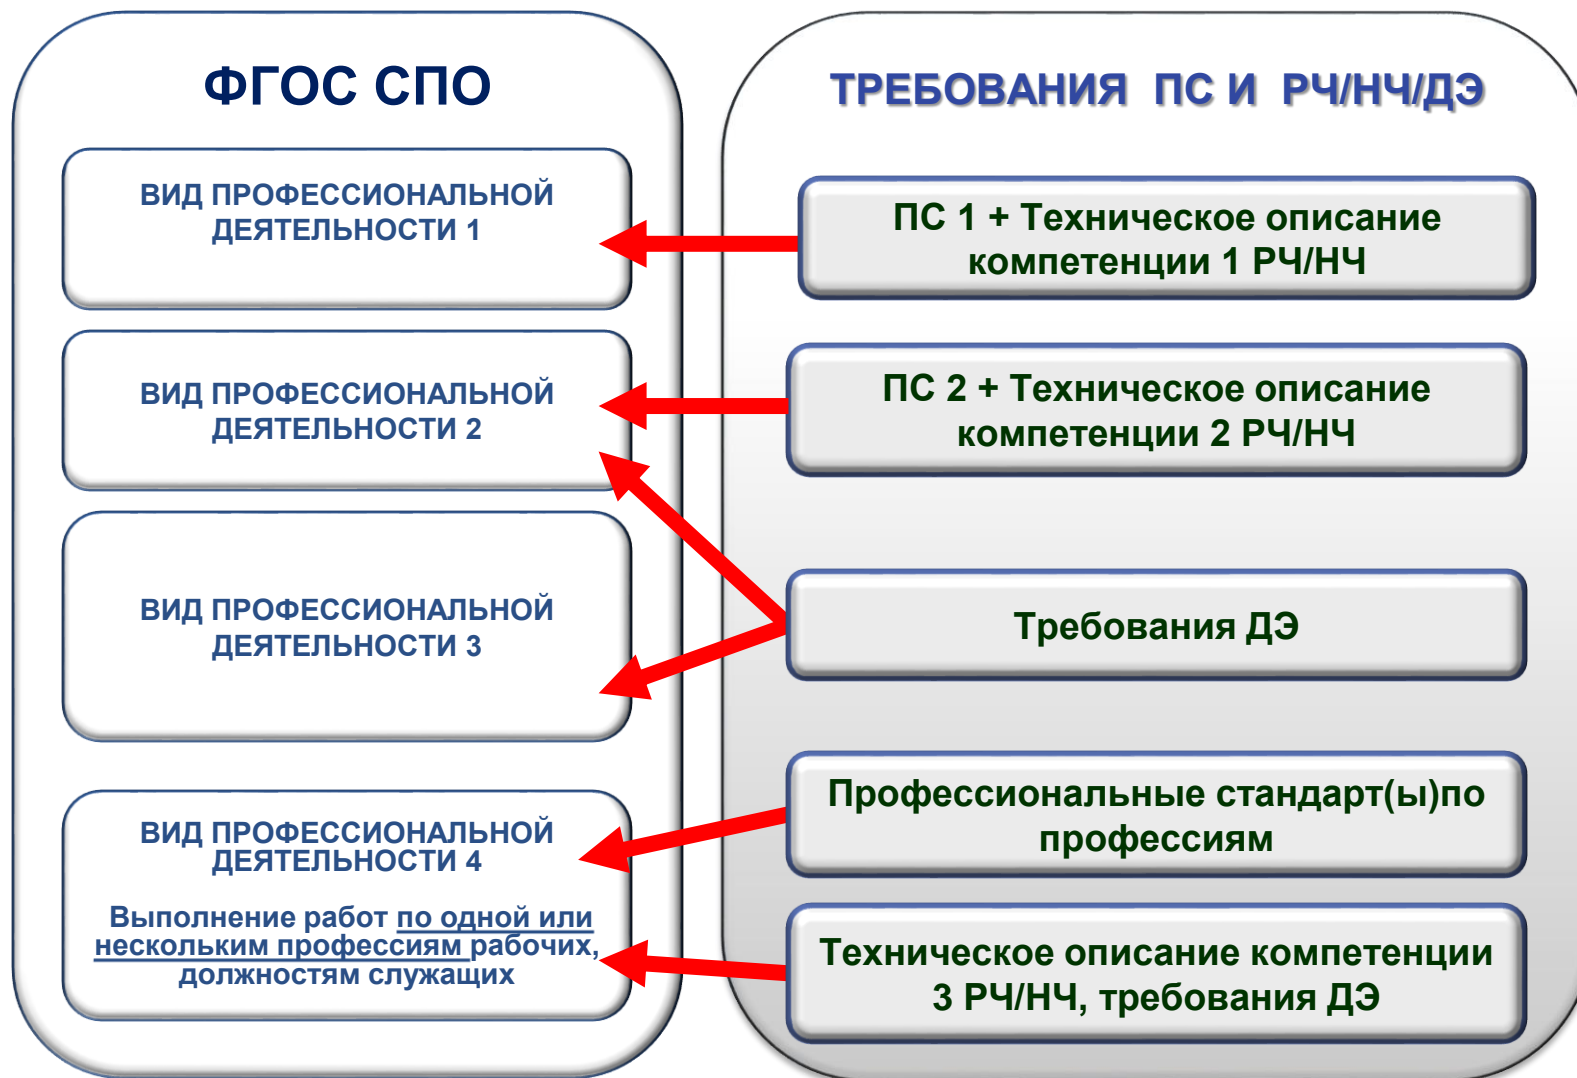 ФГОС СПО
ВИД ПРОФЕССИОНАЛЬНОЙ
ДЕЯТЕЛЬНОСТИ 1
ВИД ПРОФЕССИОНАЛЬНОЙ
ДЕЯТЕЛЬНОСТИ 2
ВИД ПРОФЕССИОНАЛЬНОЙ
ДЕЯТЕЛЬНОСТИ 3
ВИД ПРОФЕССИОНАЛЬНОЙ
ДЕЯТЕЛЬНОСТИ 4
Выполнение работ по одной или
нескольким профессиям рабочих,
должностям служащих
ТРЕБОВАНИЯ ПС И РЧ/НЧ/ДЭ
ПС 1 + Техническое описание
компетенции 1 РЧ/НЧ
ПС 2 + Техническое описание
компетенции 2 РЧ/НЧ
Требования ДЭ
Профессиональные стандарт(ы)по
профессиям
Техническое описание компетенции
3 РЧ/НЧ, требования ДЭ